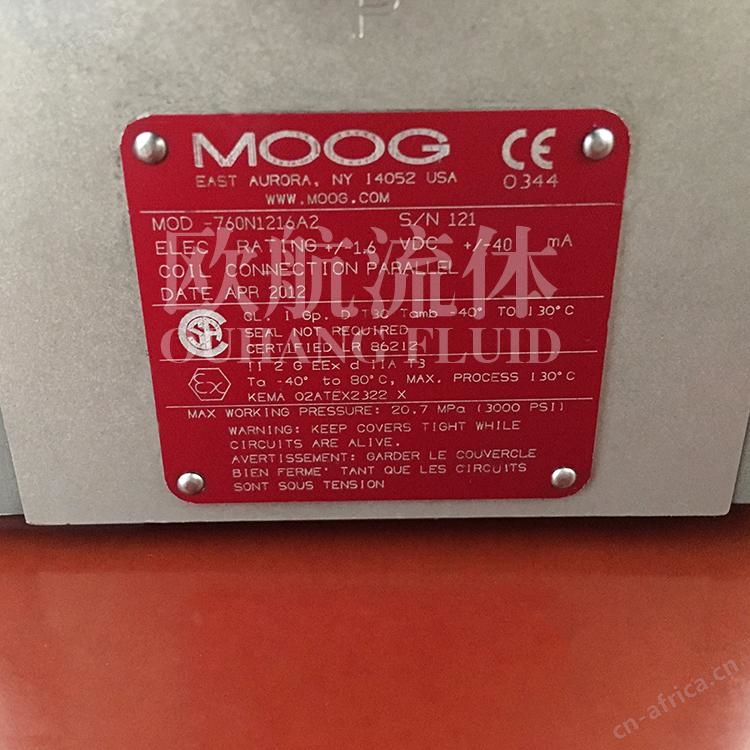 P
MOOG
CE
EAST AURORA, NY 14052 USA
0344
WWW.MOOG.COM
MOD -760N1216A2 S/N 121
ELEC RATING +/-1.6 VDC +/-40 mA
COIL CONNECTION PARALLEL
DATE APR 2012
欧航流体
OUHANG FLUID
CL. I Gp. D T3C Tamb -40° TO 130°C
SEAL NOT REQUIRED
CERTIFIED LR 86212
II 2 G EEx d IIA T3
Ta -40° to 80°C, MAX. PROCESS 130°C
KEMA 02ATEX2322 X
MAX WORKING PRESSURE: 20.7 MPa (3000 PSI)
WARNING: KEEP COVERS TIGHT WHILE
CIRCUITS ARE ALIVE.
AVERTISSEMENT: GARDER LE COUVERCLE
BIEN FERME' TANT QUE LES CIRCUITS
SONT SOUS TENSION
cn-africa.cn